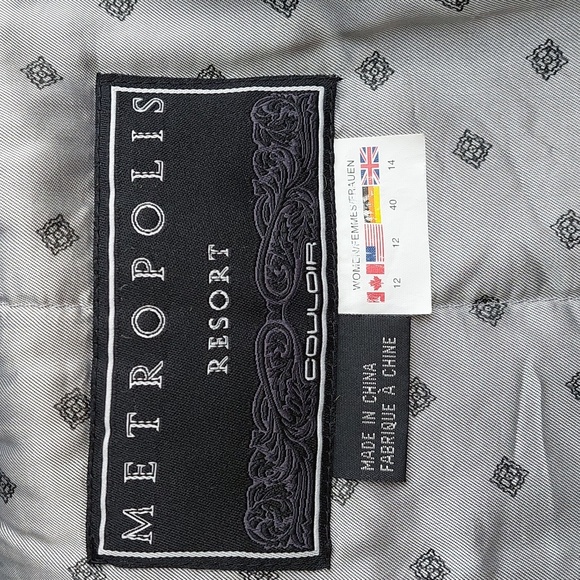 METROPOLIS
RESORT
COULOIR
WOMEN/FEMMES/FRAUEN
12 12 40 14
MADE IN CHINA
FABRIQUE À CHINE